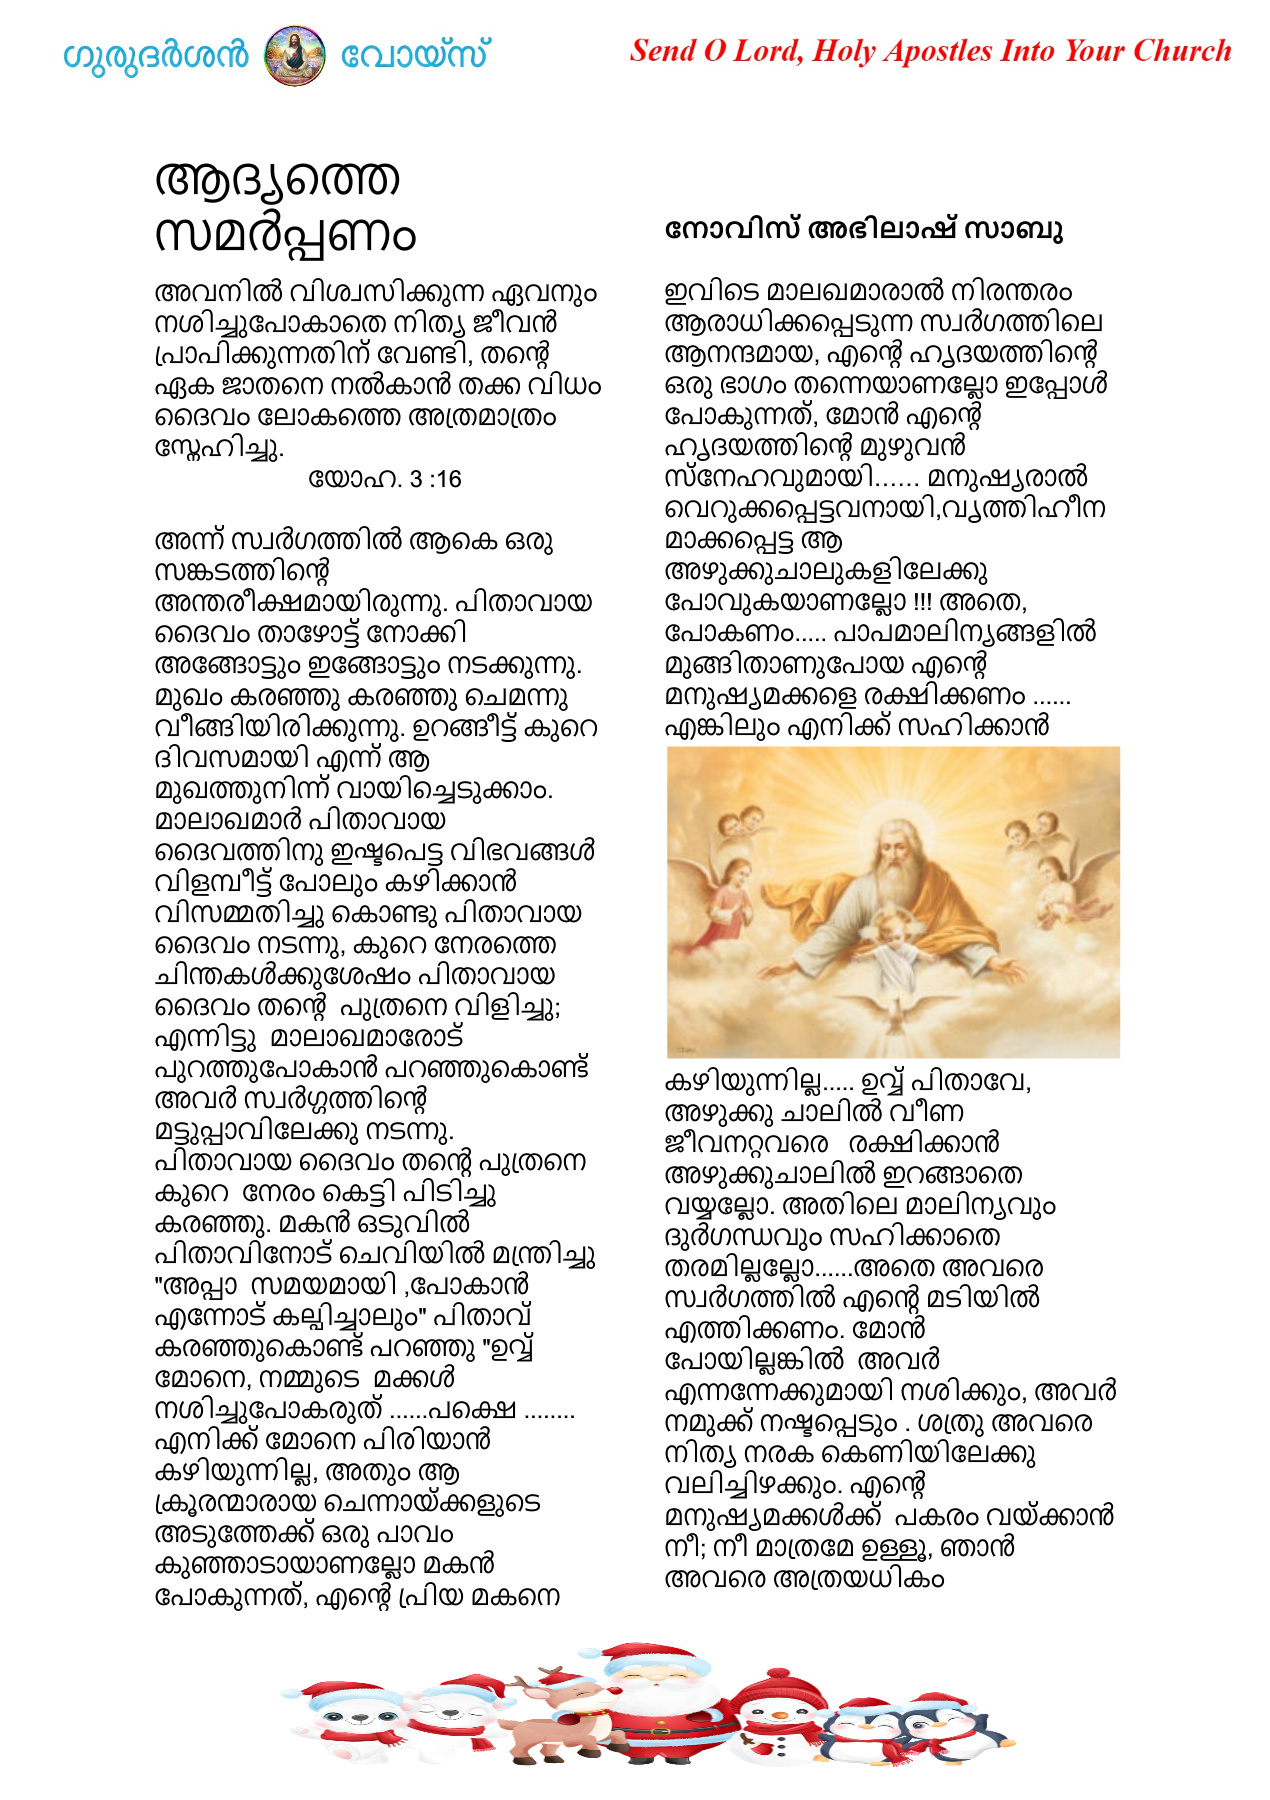 ഗുരുദർശൻ വോയ്സ്
Send O Lord, Holy Apostles Into Your Church
ആദ്യത്തെ
സമർപ്പണം
അവനിൽ വിശ്വസിക്കുന്ന ഏവനും
നശിച്ചുപോകാതെ നിത്യ ജീവൻ
പ്രാപിക്കുന്നതിന് വേണ്ടി, തന്റെ
ഏക ജാതനെ നൽകാൻ തക്ക വിധം
ദൈവം ലോകത്തെ അത്രമാത്രം
സ്നേഹിച്ചു.
യോഹ. 3 :16
അന്ന് സ്വർഗത്തിൽ ആകെ ഒരു
സങ്കടത്തിന്റെ
അന്തരീക്ഷമായിരുന്നു. പിതാവായ
ദൈവം താഴോട്ട് നോക്കി
അങ്ങോട്ടും ഇങ്ങോട്ടും നടക്കുന്നു.
മുഖം കരഞ്ഞു കരഞ്ഞു ചെമന്നു
വീങ്ങിയിരിക്കുന്നു. ഉറങ്ങീട്ട് കുറെ
ദിവസമായി എന്ന് ആ
മുഖത്തുനിന്ന് വായിച്ചെടുക്കാം.
മാലാഖമാർ പിതാവായ
ദൈവത്തിനു ഇഷ്ടപെട്ട വിഭവങ്ങൾ
വിളമ്പീട്ട് പോലും കഴിക്കാൻ
വിസമ്മതിച്ചു കൊണ്ടു പിതാവായ
ദൈവം നടന്നു, കുറെ നേരത്തെ
ചിന്തകൾക്കുശേഷം പിതാവായ
ദൈവം തന്റെ പുത്രനെ വിളിച്ചു;
എന്നിട്ടു മാലാഖമാരോട്
പുറത്തുപോകാൻ പറഞ്ഞുകൊണ്ട്
അവർ സ്വർഗ്ഗത്തിന്റെ
മട്ടുപ്പാവിലേക്കു നടന്നു.
പിതാവായ ദൈവം തന്റെ പുത്രനെ
കുറെ നേരം കെട്ടി പിടിച്ചു
കരഞ്ഞു. മകൻ ഒടുവിൽ
പിതാവിനോട് ചെവിയിൽ മന്ത്രിച്ചു
"അപ്പാ സമയമായി ,പോകാൻ
എന്നോട് കല്പിച്ചാലും" പിതാവ്
കരഞ്ഞുകൊണ്ട് പറഞ്ഞു "ഉവ്വ്
മോനെ, നമ്മുടെ മക്കൾ
നശിച്ചുപോകരുത് ......പക്ഷെ ........
എനിക്ക് മോനെ പിരിയാൻ
കഴിയുന്നില്ല, അതും ആ
ക്രൂരന്മാരായ ചെന്നായ്ക്കളുടെ
അടുത്തേക്ക് ഒരു പാവം
കുഞ്ഞാടായാണല്ലോ മകൻ
പോകുന്നത്, എന്റെ പ്രിയ മകനെ
നോവിസ് അഭിലാഷ് സാബു
ഇവിടെ മാലഖമാരാൽ നിരന്തരം
ആരാധിക്കപ്പെടുന്ന സ്വർഗത്തിലെ
ആനന്ദമായ, എന്റെ ഹൃദയത്തിന്റെ
ഒരു ഭാഗം തന്നെയാണല്ലോ ഇപ്പോൾ
പോകുന്നത്, മോൻ എന്റെ
ഹൃദയത്തിന്റെ മുഴുവൻ
സ്നേഹവുമായി...... മനുഷ്യരാൽ
വെറുക്കപ്പെട്ടവനായി,വൃത്തിഹീന
മാക്കപ്പെട്ട ആ
അഴുക്കുചാലുകളിലേക്കു
പോവുകയാണല്ലോ !!! അതെ,
പോകണം..... പാപമാലിന്യങ്ങളിൽ
മുങ്ങിതാണുപോയ എന്റെ
മനുഷ്യമക്കളെ രക്ഷിക്കണം ......
എങ്കിലും എനിക്ക് സഹിക്കാൻ
കഴിയുന്നില്ല..... ഉവ്വ് പിതാവേ,
അഴുക്കു ചാലിൽ വീണ
ജീവനറ്റവരെ രക്ഷിക്കാൻ
അഴുക്കുചാലിൽ ഇറങ്ങാതെ
വയ്യല്ലോ. അതിലെ മാലിന്യവും
ദുർഗന്ധവും സഹിക്കാതെ
തരമില്ലല്ലോ......അതെ അവരെ
സ്വർഗത്തിൽ എന്റെ മടിയിൽ
എത്തിക്കണം. മോൻ
പോയില്ലങ്കിൽ അവർ
എന്നന്നേക്കുമായി നശിക്കും, അവർ
നമുക്ക് നഷ്ടപ്പെടും . ശത്രു അവരെ
നിത്യ നരക കെണിയിലേക്കു
വലിച്ചിഴക്കും. എന്റെ
മനുഷ്യമക്കൾക്ക് പകരം വയ്ക്കാൻ
നീ; നീ മാത്രമേ ഉള്ളൂ, ഞാൻ
അവരെ അത്രയധികം